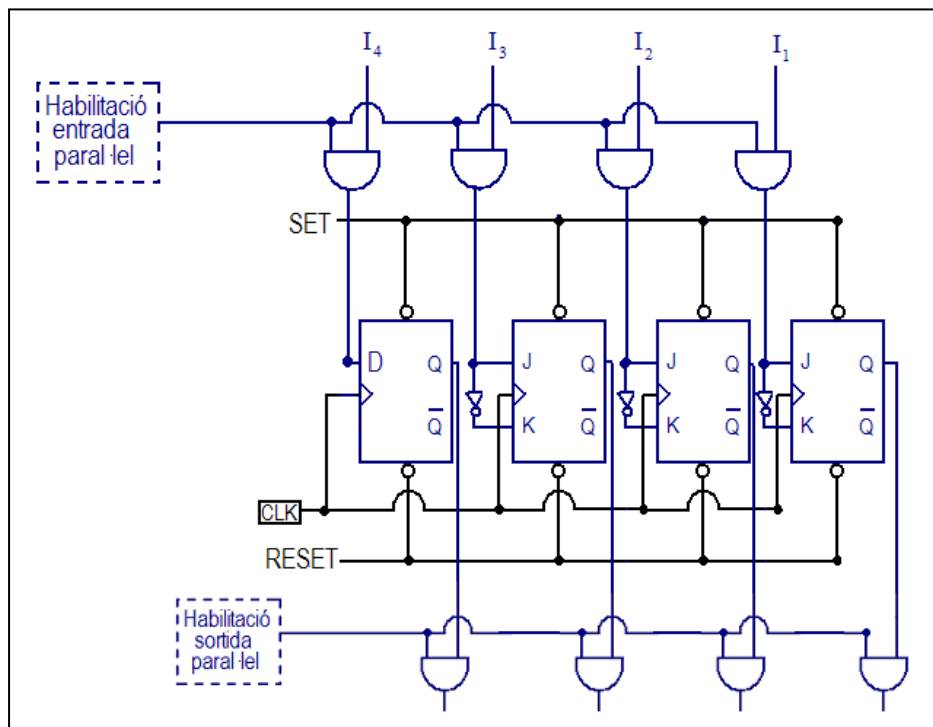 I₄ I₃ I₂ I₁
Habilitació
entrada
paral·lel
SET
D Q J Q J Q J Q
Q̅ K Q̅ K Q̅ K Q̅
CLK
RESET
Habilitació
sortida
paral·lel